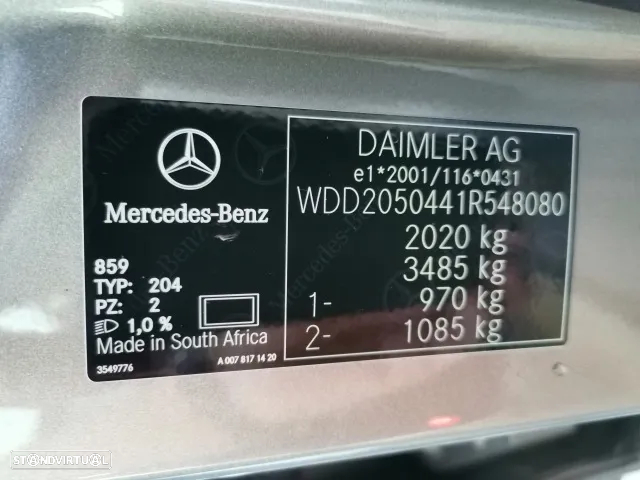 Mercedes-Benz
859
TYP: 204
PZ: 2
1,0 %
Made in South Africa
3549776
A 007 817 14 20
DAIMLER AG
e1*2001/116*0431
WDD2050441R548080
2020 kg
3485 kg
1- 970 kg
2- 1085 kg
STANDVIRTUAL